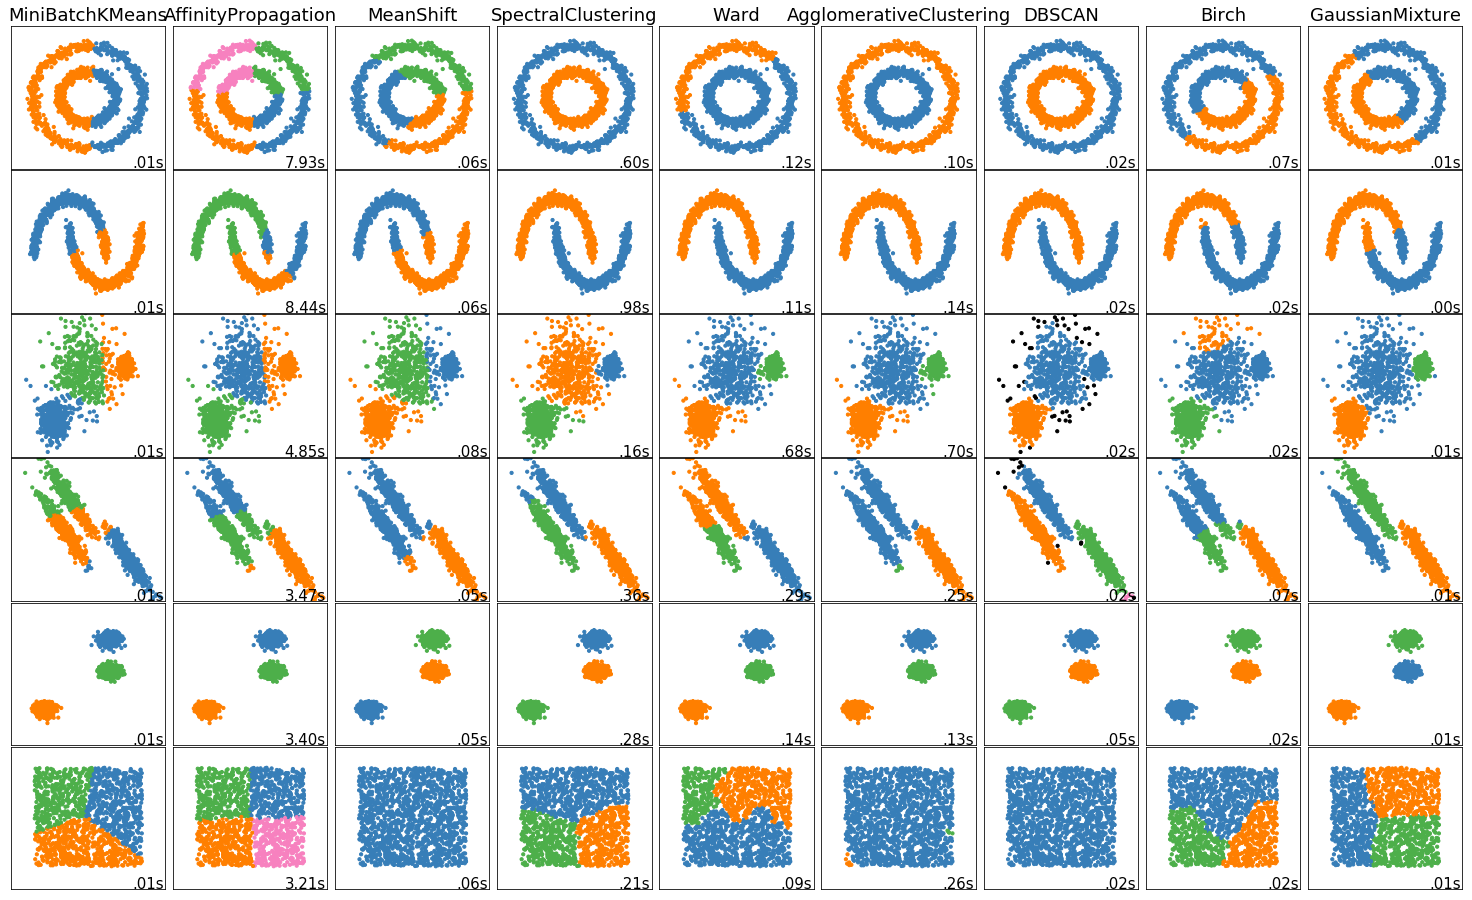 MiniBatchKMeans AffinityPropagation MeanShift SpectralClustering Ward AgglomerativeClustering DBSCAN Birch GaussianMixture
.01s 7.93s .06s .60s .12s .10s .02s .07s .01s
.01s 8.44s .06s .98s .11s .14s .02s .02s .00s
.01s 4.85s .08s .16s .68s .70s .02s .02s .01s
.01s 3.47s .05s .36s .29s .25s .02s .07s .01s
.01s 3.40s .05s .28s .14s .13s .05s .02s .01s
.01s 3.21s .06s .21s .09s .26s .02s .02s .01s